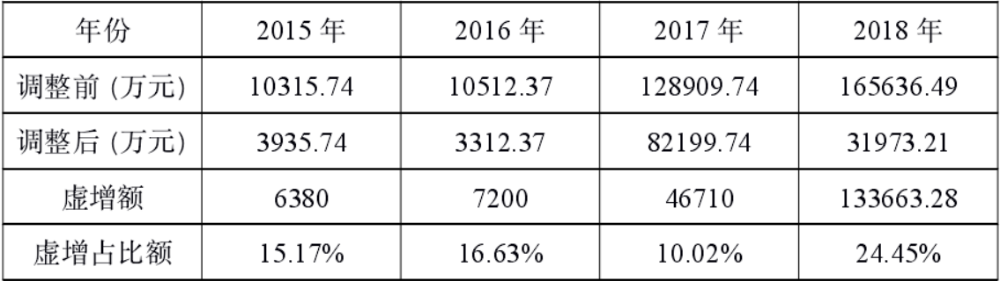 年份 2015 年 2016 年 2017 年 2018 年
调整前 (万元) 10315.74 10512.37 128909.74 165636.49
调整后 (万元) 3935.74 3312.37 82199.74 31973.21
虚增额 6380 7200 46710 133663.28
虚增占比额 15.17% 16.63% 10.02% 24.45%